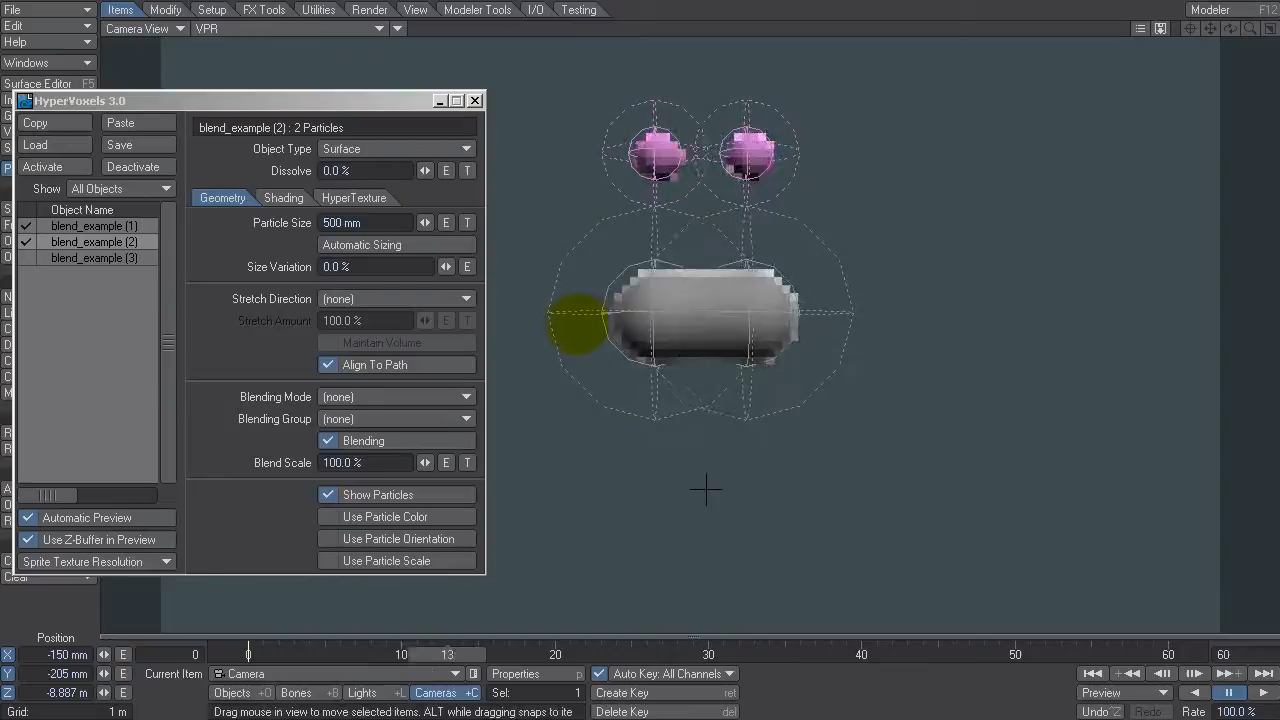 File Items Modify Setup FX Tools Utilities Render View Modeler Tools I/O Testing Modeler F12
Edit Camera View VPR
Help
Windows
Surface Editor F5
HyperVoxels 3.0
Copy Paste blend_example (2) : 2 Particles
Load Save Object Type Surface
Activate Deactivate Dissolve 0.0 % E T
Show All Objects Geometry Shading HyperTexture
Object Name Particle Size 500 mm E T
blend_example (1) Automatic Sizing
blend_example (2) Size Variation 0.0 % E
blend_example (3)
Stretch Direction (none)
Stretch Amount 100.0 % E T
Maintain Volume
Align To Path
Blending Mode (none)
Blending Group (none)
Blending
Blend Scale 100.0 % E T
Show Particles
Automatic Preview Use Particle Color
Use Z-Buffer in Preview Use Particle Orientation
Sprite Texture Resolution Use Particle Scale
Clear
Position
X -150 mm E 0 0 10 13 20 30 40 50 60 60
Y -205 mm E Current Item Camera Properties p Auto Key: All Channels
Z -8.887 m E Objects +O Bones +B Lights +L Cameras +C Sel: 1 Create Key ret Preview
Grid: 1 m Drag mouse in view to move selected items. ALT while dragging snaps to ite Delete Key Undo ^Z Redo Rate 100.0 %